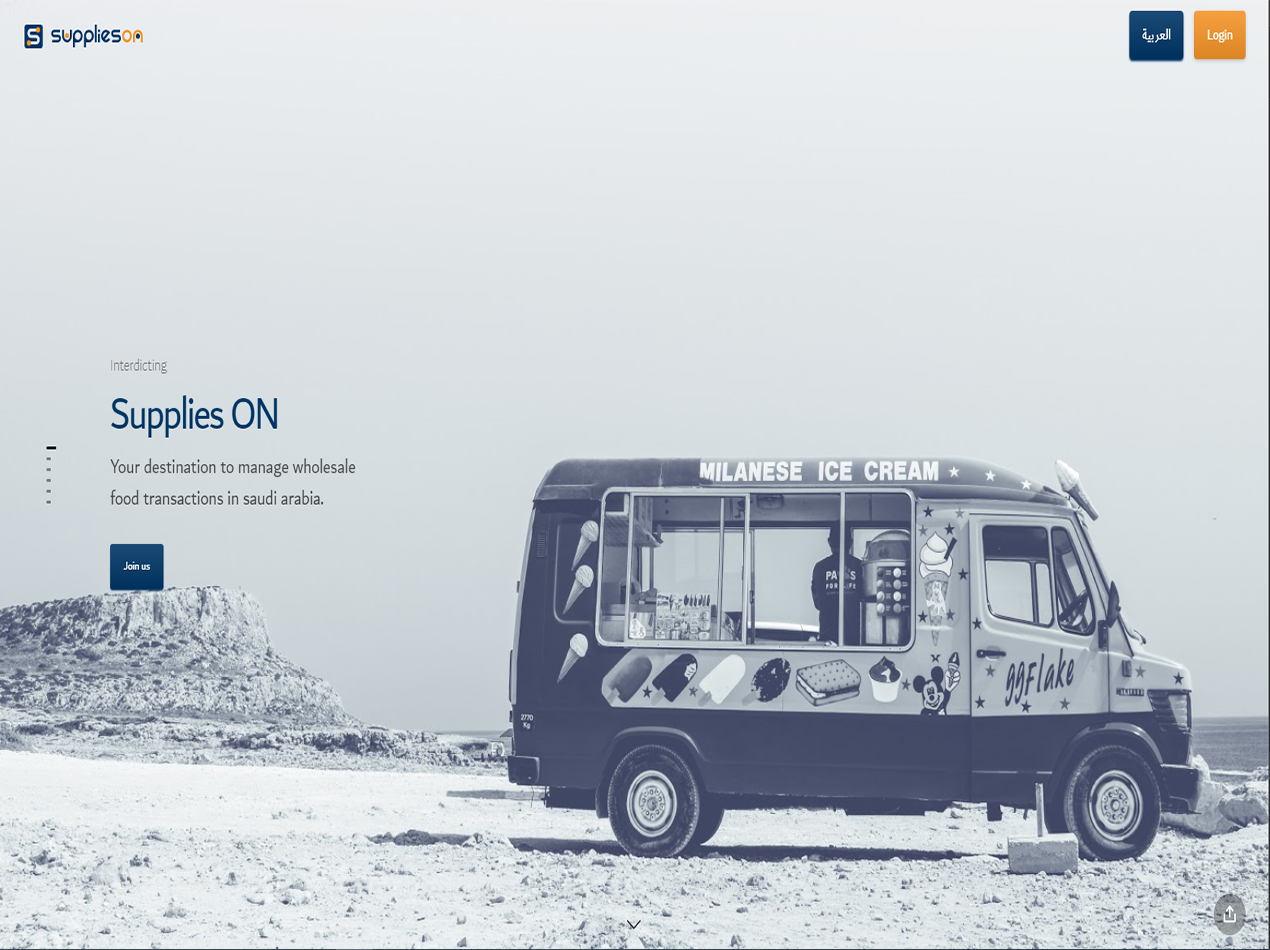 supplieson
العربية
Login
Interdicting
Supplies ON
Your destination to manage wholesale
food transactions in saudi arabia.
Join us
MILANESE ICE CREAM
FOR LIFE
99Flake
2770
Kg